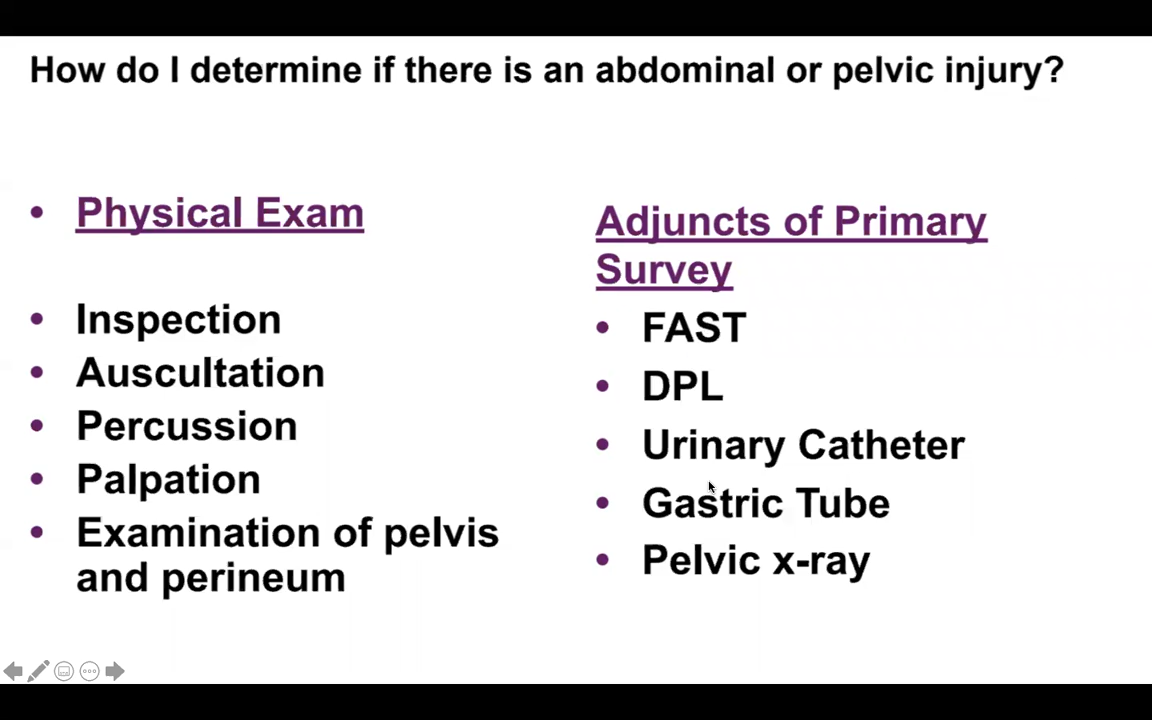 How do I determine if there is an abdominal or pelvic injury?
• Physical Exam
• Inspection
• Auscultation
• Percussion
• Palpation
• Examination of pelvis
and perineum
Adjuncts of Primary
Survey
• FAST
• DPL
• Urinary Catheter
• Gastric Tube
• Pelvic x-ray